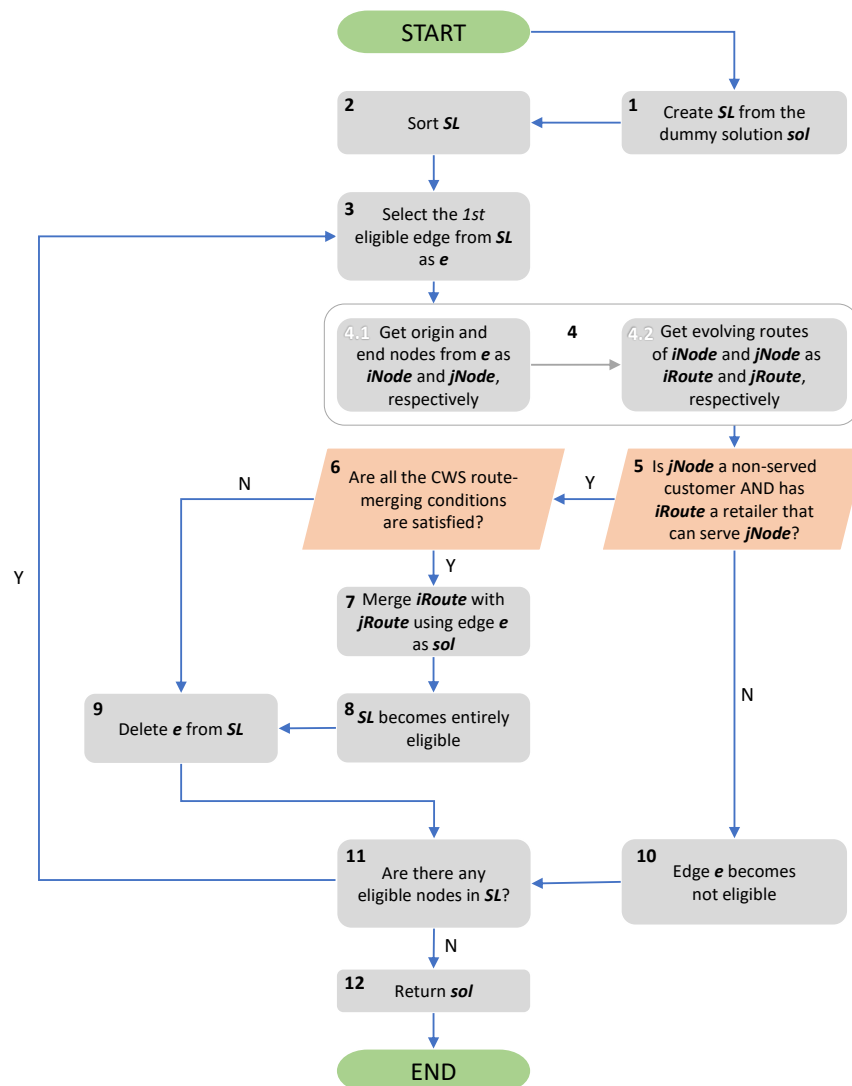 START
1
Create SL from the
dummy solution sol
2
Sort SL
3
Select the 1st
eligible edge from SL
as e
4.1 Get origin and
end nodes from e as
iNode and jNode,
respectively
4
4.2 Get evolving routes
of iNode and jNode as
iRoute and jRoute,
respectively
5 Is jNode a non-served
customer AND has
iRoute a retailer that
can serve jNode?
Y
6
Are all the CWS route-
merging conditions
are satisfied?
N
Y
Y
7 Merge iRoute with
jRoute using edge e
as sol
N
8 SL becomes entirely
eligible
9
Delete e from SL
10
Edge e becomes
not eligible
11
Are there any
eligible nodes in SL?
N
12
Return sol
END